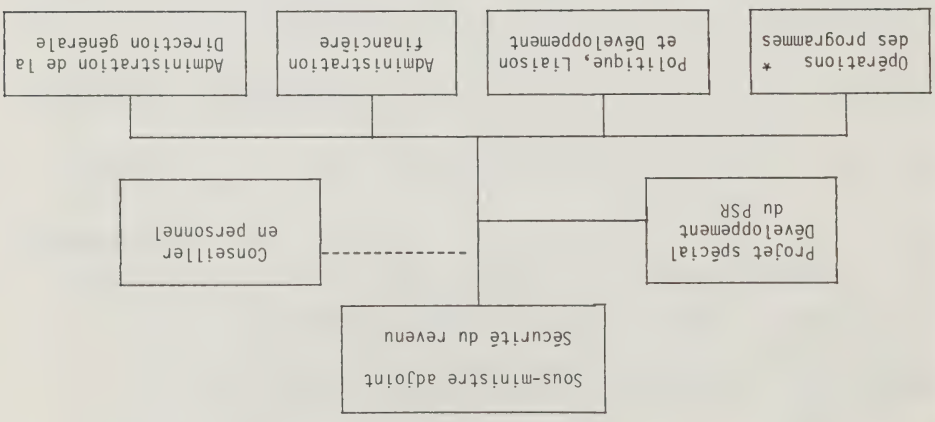 Sous-ministre adjoint
Sécurité du revenu
Projet spécial
Développement
du PSR
Conseiller
en personnel
Opérations *
des programmes
Politique, Liaison
et Développement
Administration
financière
Administration de la
Direction générale